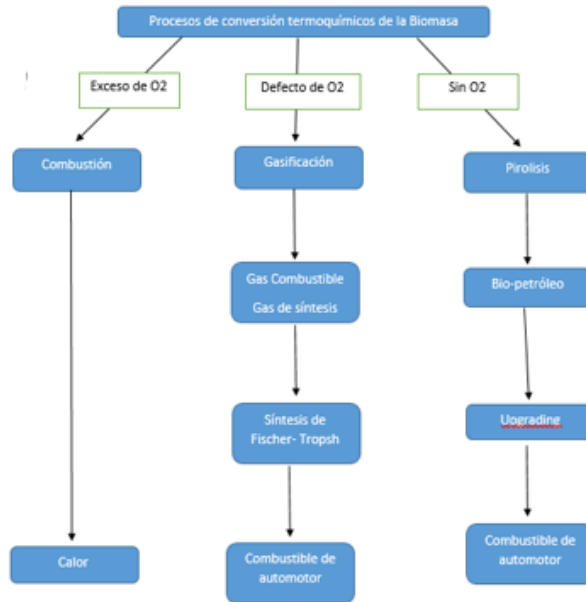 Procesos de conversión termoquímicos de la Biomasa
Exceso de O2
Defecto de O2
Sin O2
Combustión
Gasificación
Pirolisis
Gas Combustible
Gas de síntesis
Bio-petróleo
Síntesis de
Fischer- Tropsh
Uograding
Calor
Combustible de
automotor
Combustible de
automotor